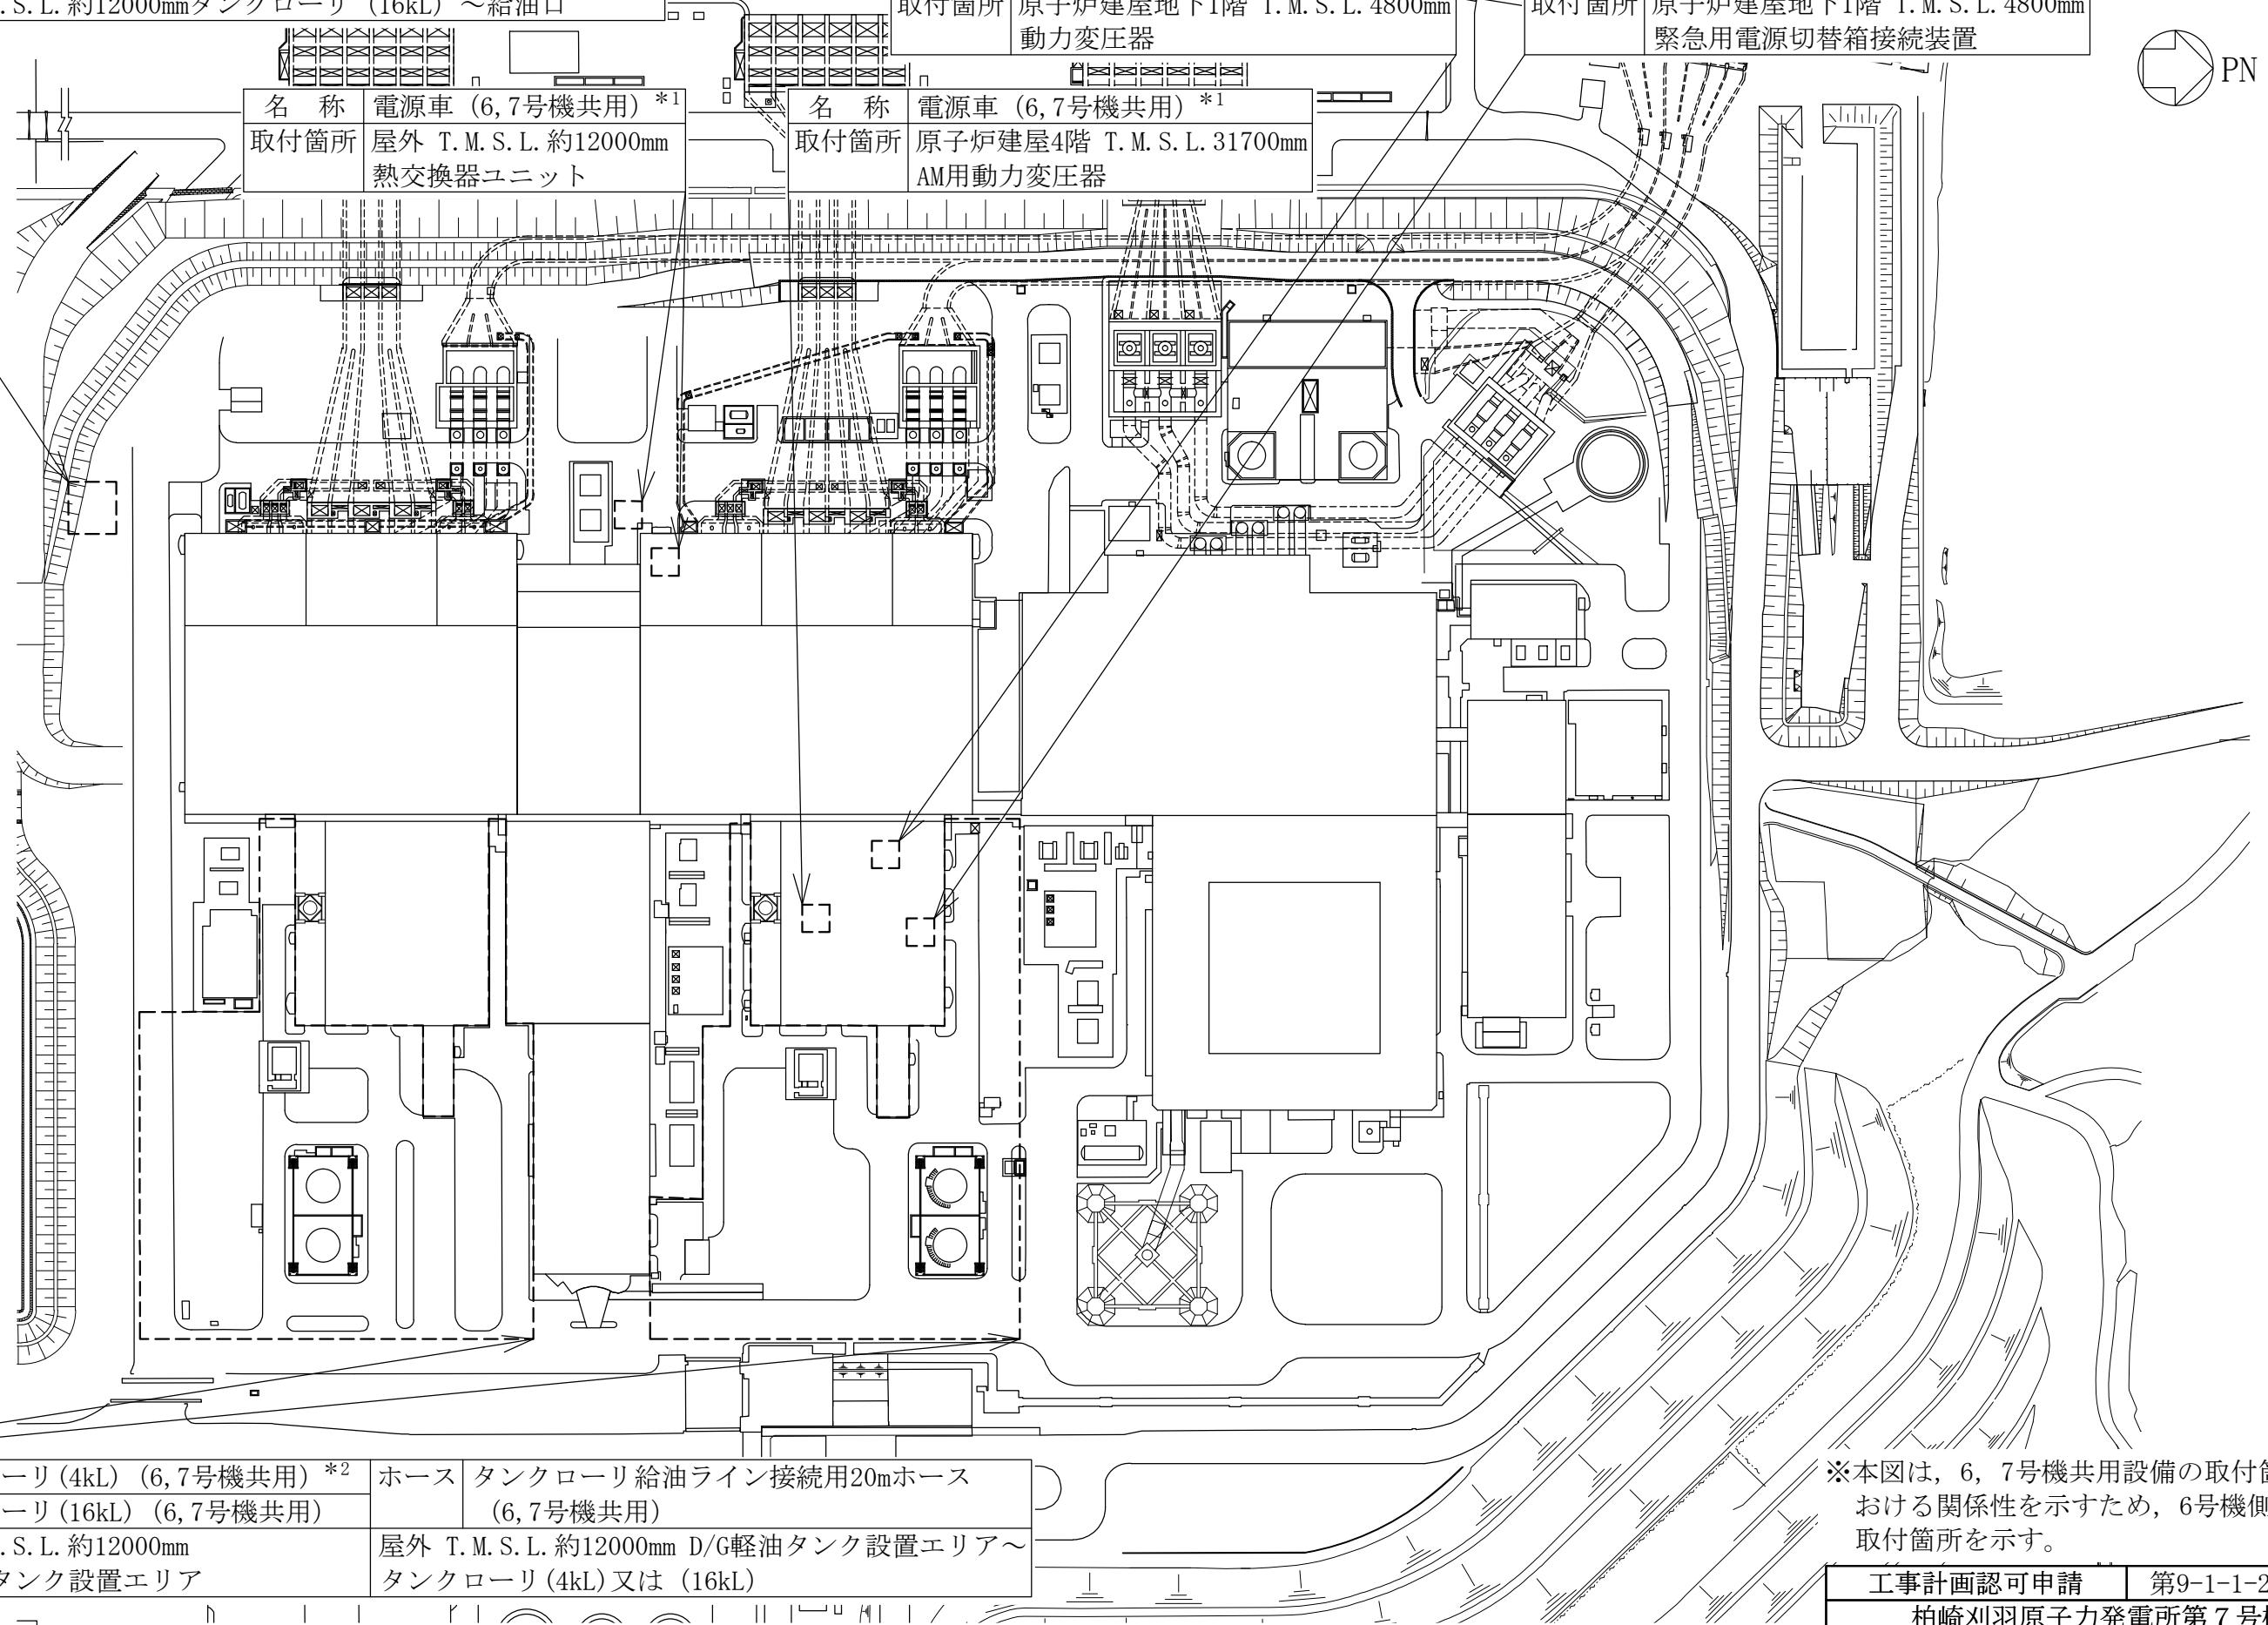 .S.L.約12000mmタンクローリ (16kL) ～給油口
取付箇所 原子炉建屋地下1階 T.M.S.L.4800mm
動力変圧器
取付箇所 原子炉建屋地下1階 T.M.S.L.4800mm
緊急用電源切替箱接続装置
PN
名 称 電源車 (6,7号機共用) *1
取付箇所 屋外 T.M.S.L.約12000mm
熱交換器ユニット
名 称 電源車 (6,7号機共用) *1
取付箇所 原子炉建屋4階 T.M.S.L.31700mm
AM用動力変圧器
ーリ(4kL) (6,7号機共用) *2
ーリ(16kL) (6,7号機共用)
.S.L.約12000mm
タンク設置エリア
ホース タンクローリ給油ライン接続用20mホース
(6,7号機共用)
屋外 T.M.S.L.約12000mm D/G軽油タンク設置エリア～
タンクローリ(4kL)又は (16kL)
※本図は, 6, 7号機共用設備の取付箇
おける関係性を示すため, 6号機側
取付箇所を示す。
工事計画認可申請 第9-1-1-2
柏崎刈羽原子力発電所第7号機